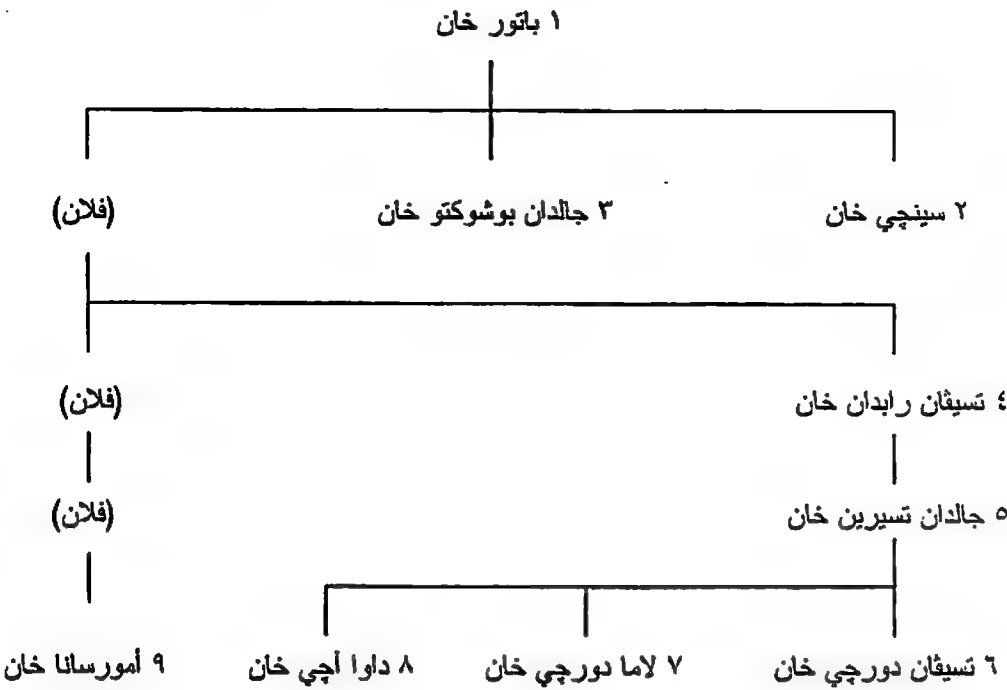 ١ باتور خان
٢ سينچي خان
٣ جالدان بوشوكتو خان
(فلان)
٤ تسيڤان رابدان خان
(فلان)
٥ جالدان تسيرين خان
(فلان)
٦ تسيڤان دورچي خان
٧ لاما دورچي خان
٨ داوا آچي خان
٩ أمورسانا خان